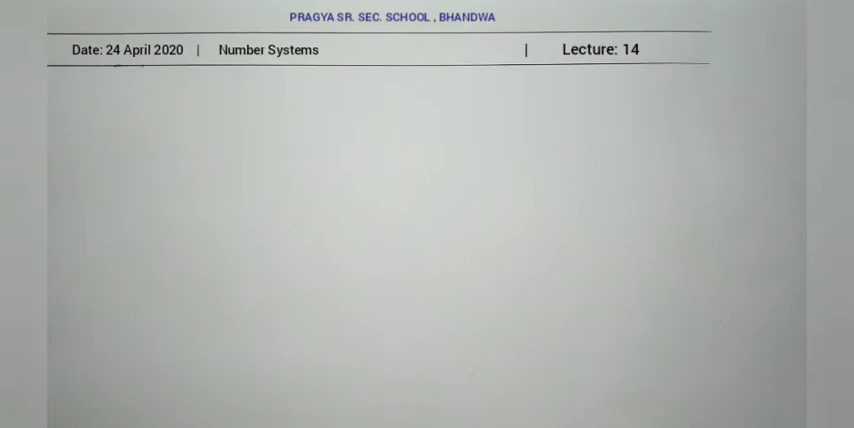 PRAGYA SR. SEC. SCHOOL , BHANDWA
Date: 24 April 2020 | Number Systems | Lecture: 14